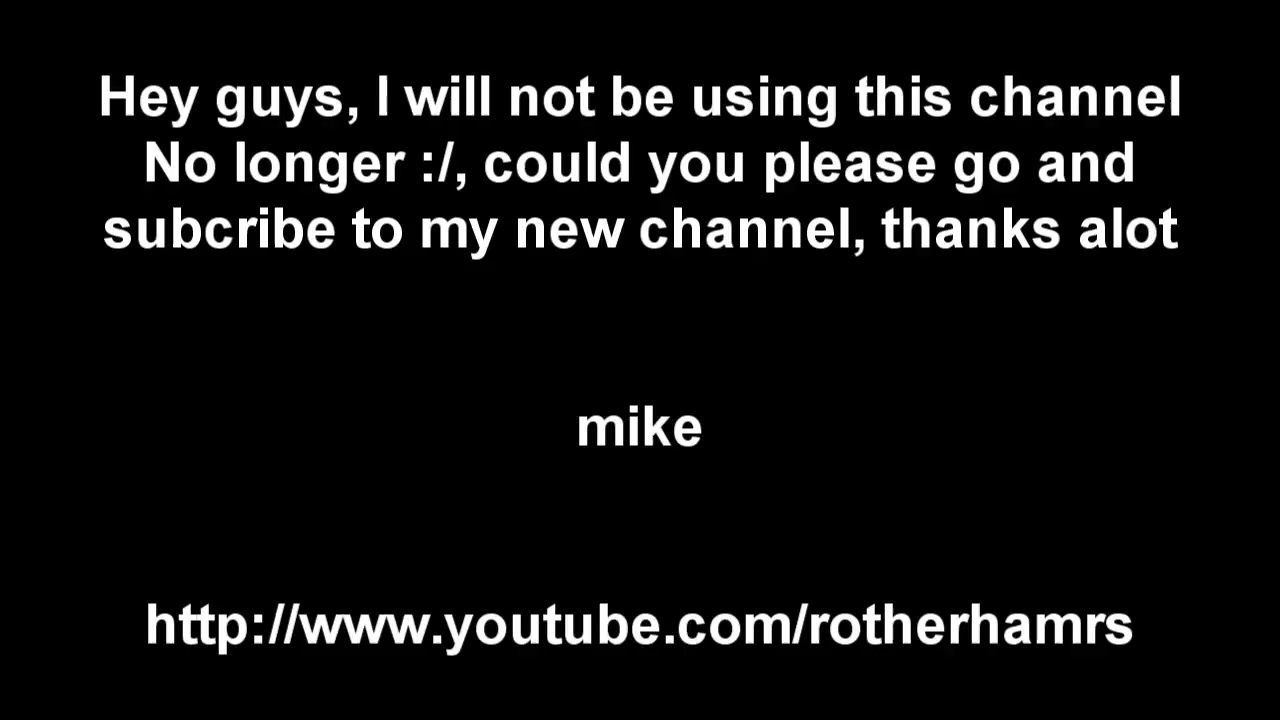 Hey guys, I will not be using this channel
No longer :/, could you please go and
subcribe to my new channel, thanks alot
mike
http://www.youtube.com/rotherhamrs